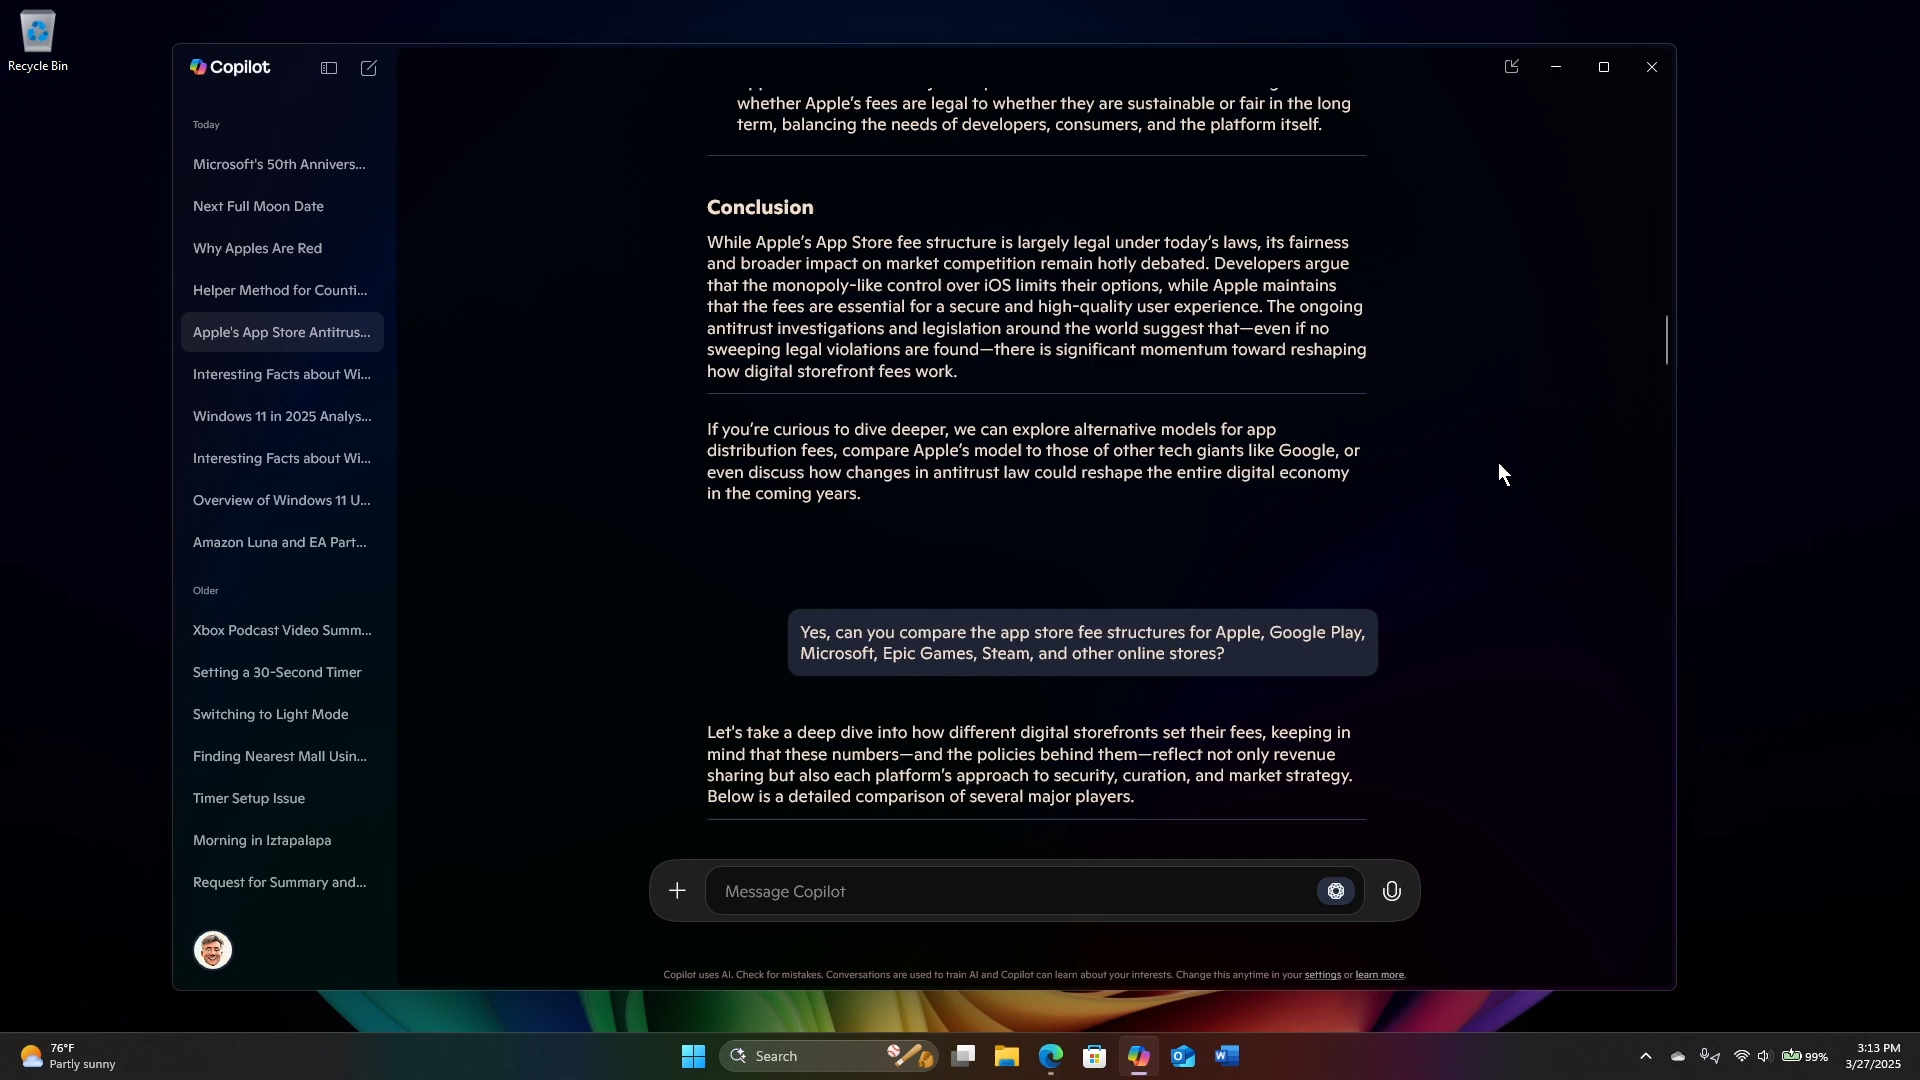 Recycle Bin
Copilot
Today
Microsoft's 50th Annivers...
Next Full Moon Date
Why Apples Are Red
Helper Method for Counti...
Apple's App Store Antitrus...
Interesting Facts about Wi...
Windows 11 in 2025 Analys...
Interesting Facts about Wi...
Overview of Windows 11 U...
Amazon Luna and EA Part...
Older
Xbox Podcast Video Summ...
Setting a 30-Second Timer
Switching to Light Mode
Finding Nearest Mall Usin...
Timer Setup Issue
Morning in Iztapalapa
Request for Summary and...
whether Apple’s fees are legal to whether they are sustainable or fair in the long
term, balancing the needs of developers, consumers, and the platform itself.
Conclusion
While Apple’s App Store fee structure is largely legal under today’s laws, its fairness
and broader impact on market competition remain hotly debated. Developers argue
that the monopoly-like control over iOS limits their options, while Apple maintains
that the fees are essential for a secure and high-quality user experience. The ongoing
antitrust investigations and legislation around the world suggest that—even if no
sweeping legal violations are found—there is significant momentum toward reshaping
how digital storefront fees work.
If you’re curious to dive deeper, we can explore alternative models for app
distribution fees, compare Apple’s model to those of other tech giants like Google, or
even discuss how changes in antitrust law could reshape the entire digital economy
in the coming years.
Yes, can you compare the app store fee structures for Apple, Google Play,
Microsoft, Epic Games, Steam, and other online stores?
Let's take a deep dive into how different digital storefronts set their fees, keeping in
mind that these numbers—and the policies behind them—reflect not only revenue
sharing but also each platform’s approach to security, curation, and market strategy.
Below is a detailed comparison of several major players.
Message Copilot
Copilot uses AI. Check for mistakes. Conversations are used to train AI and Copilot can learn about your interests. Change this anytime in your settings or learn more.
76°F
Partly sunny
Search
99%
3:13 PM
3/27/2025